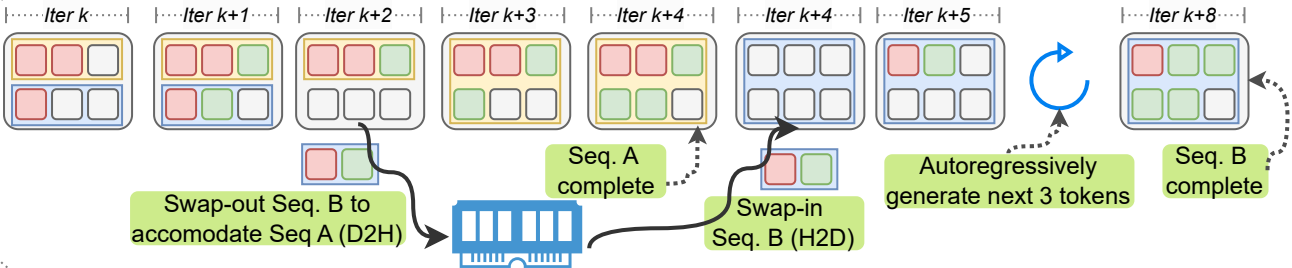 Iter k
Iter k+1
Iter k+2
Iter k+3
Iter k+4
Iter k+4
Iter k+5
Iter k+8
Swap-out Seq. B to
accomodate Seq A (D2H)
Seq. A
complete
Swap-in
Seq. B (H2D)
Autoregressively
generate next 3 tokens
Seq. B
complete